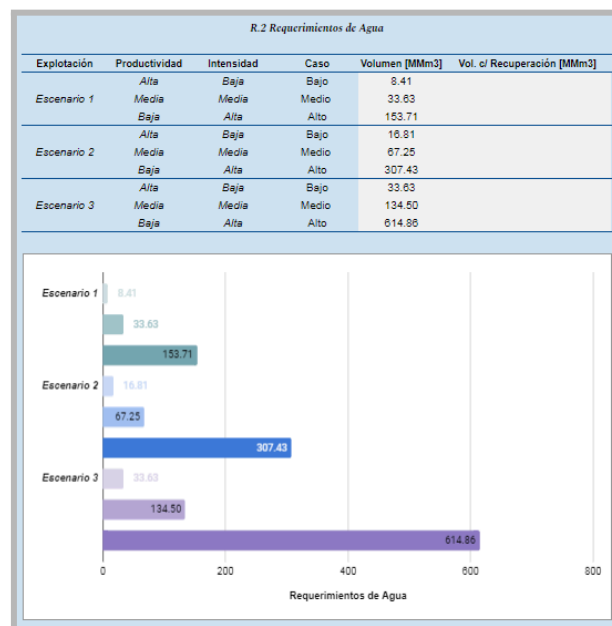 R.2 Requerimientos de Agua
Explotación Productividad Intensidad Caso Volumen [MMm3] Vol. c/ Recuperación [MMm3]
Alta Baja Bajo 8.41
Escenario 1 Media Media Medio 33.63
Baja Alta Alto 153.71
Alta Baja Bajo 16.81
Escenario 2 Media Media Medio 67.25
Baja Alta Alto 307.43
Alta Baja Bajo 33.63
Escenario 3 Media Media Medio 134.50
Baja Alta Alto 614.86
Escenario 1 8.41
33.63
153.71
Escenario 2 16.81
67.25
307.43
Escenario 3 33.63
134.50
614.86
0 200 400 600 800
Requerimientos de Agua